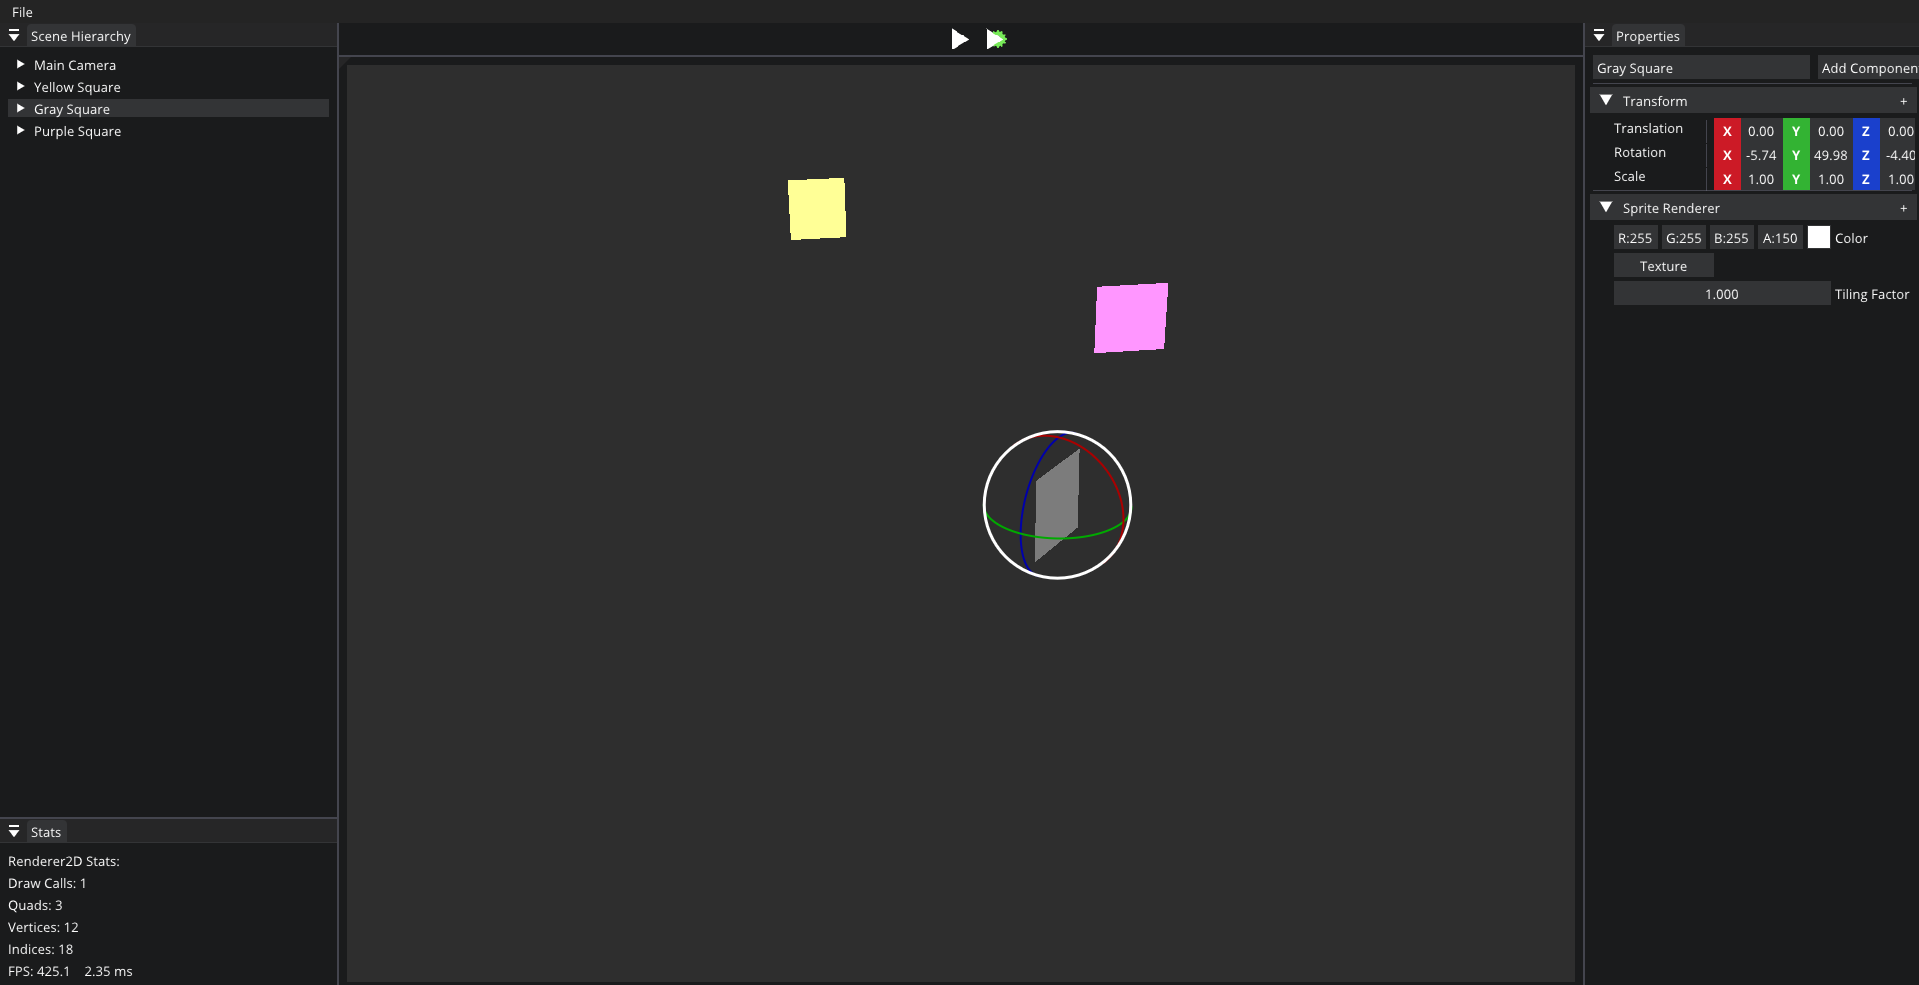 File
Scene Hierarchy
Main Camera
Yellow Square
Gray Square
Purple Square
Stats
Renderer2D Stats:
Draw Calls: 1
Quads: 3
Vertices: 12
Indices: 18
FPS: 425.1 2.35 ms
Properties
Gray Square Add Componen
Transform +
Translation X 0.00 Y 0.00 Z 0.00
Rotation X -5.74 Y 49.98 Z -4.40
Scale X 1.00 Y 1.00 Z 1.00
Sprite Renderer +
R:255 G:255 B:255 A:150 Color
Texture
1.000 Tiling Factor